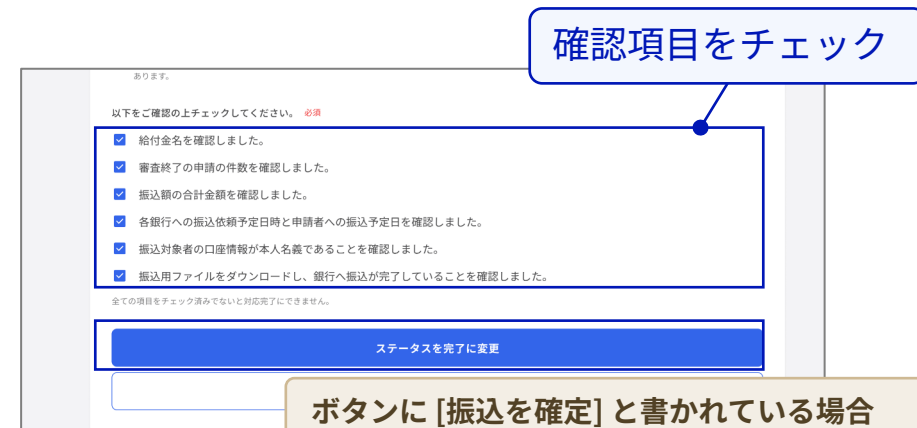 確認項目をチェック
あります。
以下をご確認の上チェックしてください。 必須
給付金名を確認しました。
審査終了の申請の件数を確認しました。
振込額の合計金額を確認しました。
各銀行への振込依頼予定日時と申請者への振込予定日を確認しました。
振込対象者の口座情報が本人名義であることを確認しました。
振込用ファイルをダウンロードし、銀行へ振込が完了していることを確認しました。
全ての項目をチェック済みでないと対応完了にできません。
ステータスを完了に変更
ボタンに [振込を確定] と書かれている場合